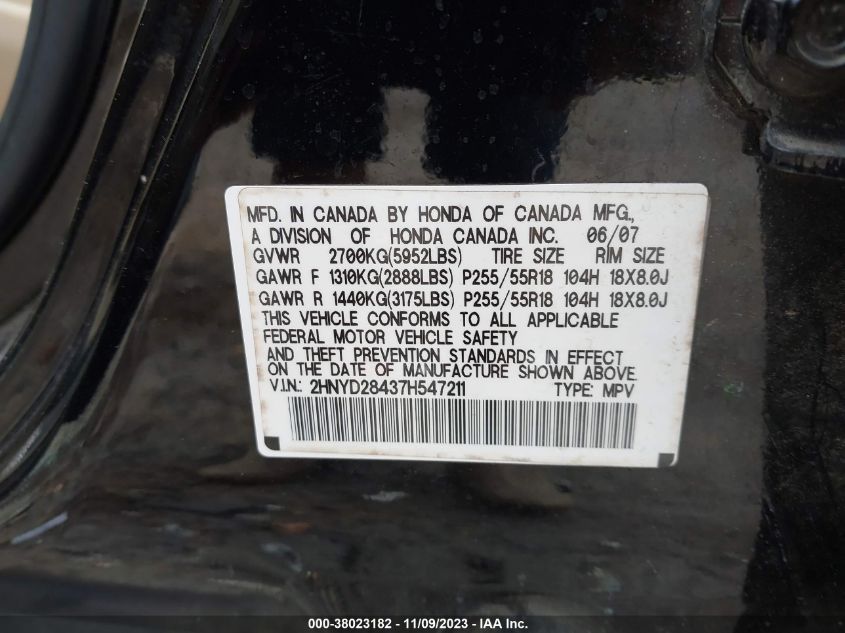 MFD. IN CANADA BY HONDA OF CANADA MFG.,
A DIVISION OF HONDA CANADA INC. 06/07
GVWR 2700KG(5952LBS) TIRE SIZE RIM SIZE
GAWR F 1310KG(2888LBS) P255/55R18 104H 18X8.0J
GAWR R 1440KG(3175LBS) P255/55R18 104H 18X8.0J
THIS VEHICLE CONFORMS TO ALL APPLICABLE
FEDERAL MOTOR VEHICLE SAFETY
AND THEFT PREVENTION STANDARDS IN EFFECT
ON THE DATE OF MANUFACTURE SHOWN ABOVE.
V.I.N.: 2HNYD28437H547211 TYPE: MPV
000-38023182 - 11/09/2023 - IAA Inc.